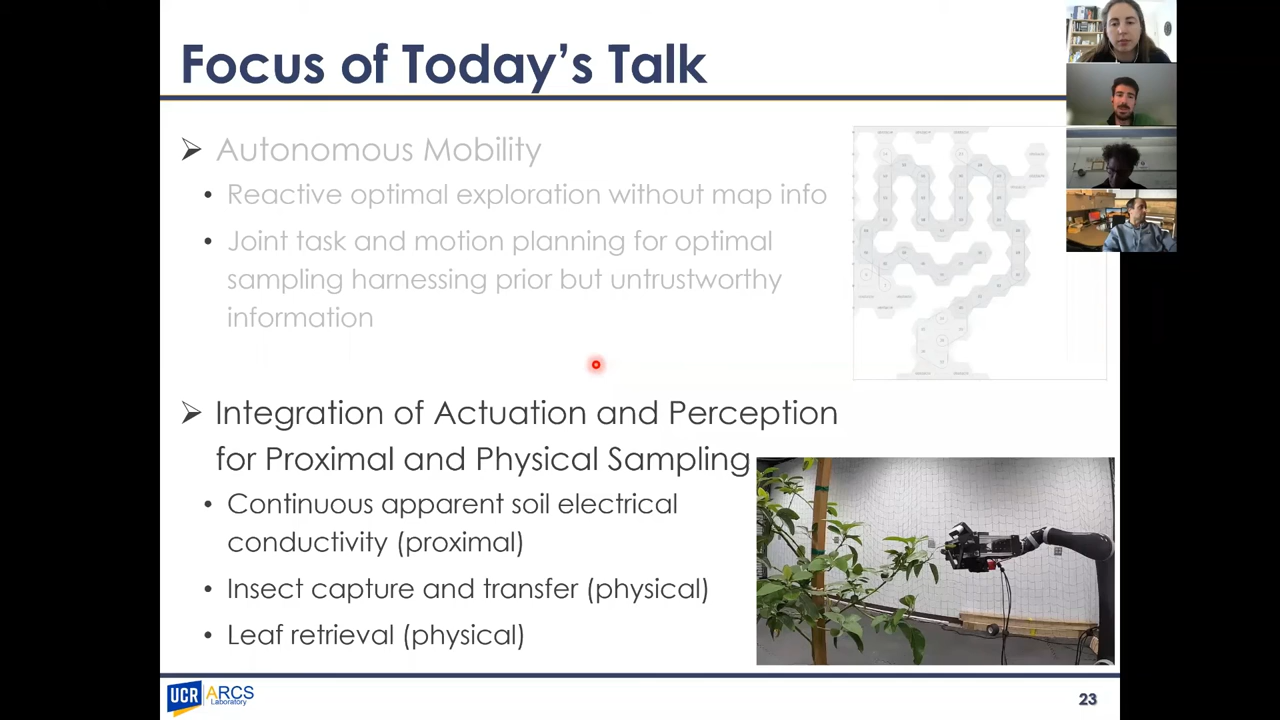 Focus of Today's Talk
➢ Autonomous Mobility
• Reactive optimal exploration without map info
• Joint task and motion planning for optimal
sampling harnessing prior but untrustworthy
information
➢ Integration of Actuation and Perception
for Proximal and Physical Sampling
• Continuous apparent soil electrical
conductivity (proximal)
• Insect capture and transfer (physical)
• Leaf retrieval (physical)
UCR ARCS
Laboratory
23